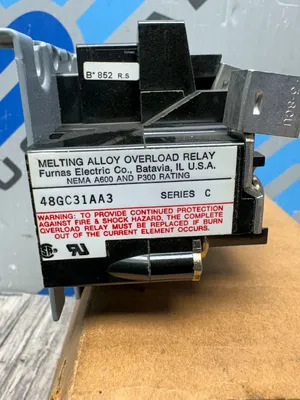 B* 852 R.S
MELTING ALLOY OVERLOAD RELAY
Furnas Electric Co., Batavia, IL U.S.A.
NEMA A600 AND P300 RATING
48GC31AA3 SERIES C
WARNING: TO PROVIDE CONTINUED PROTECTION
AGAINST FIRE & SHOCK HAZARD, THE COMPLETE
OVERLOAD RELAY MUST BE REPLACED IF BURN
OUT OF THE CURRENT ELEMENT OCCURS.